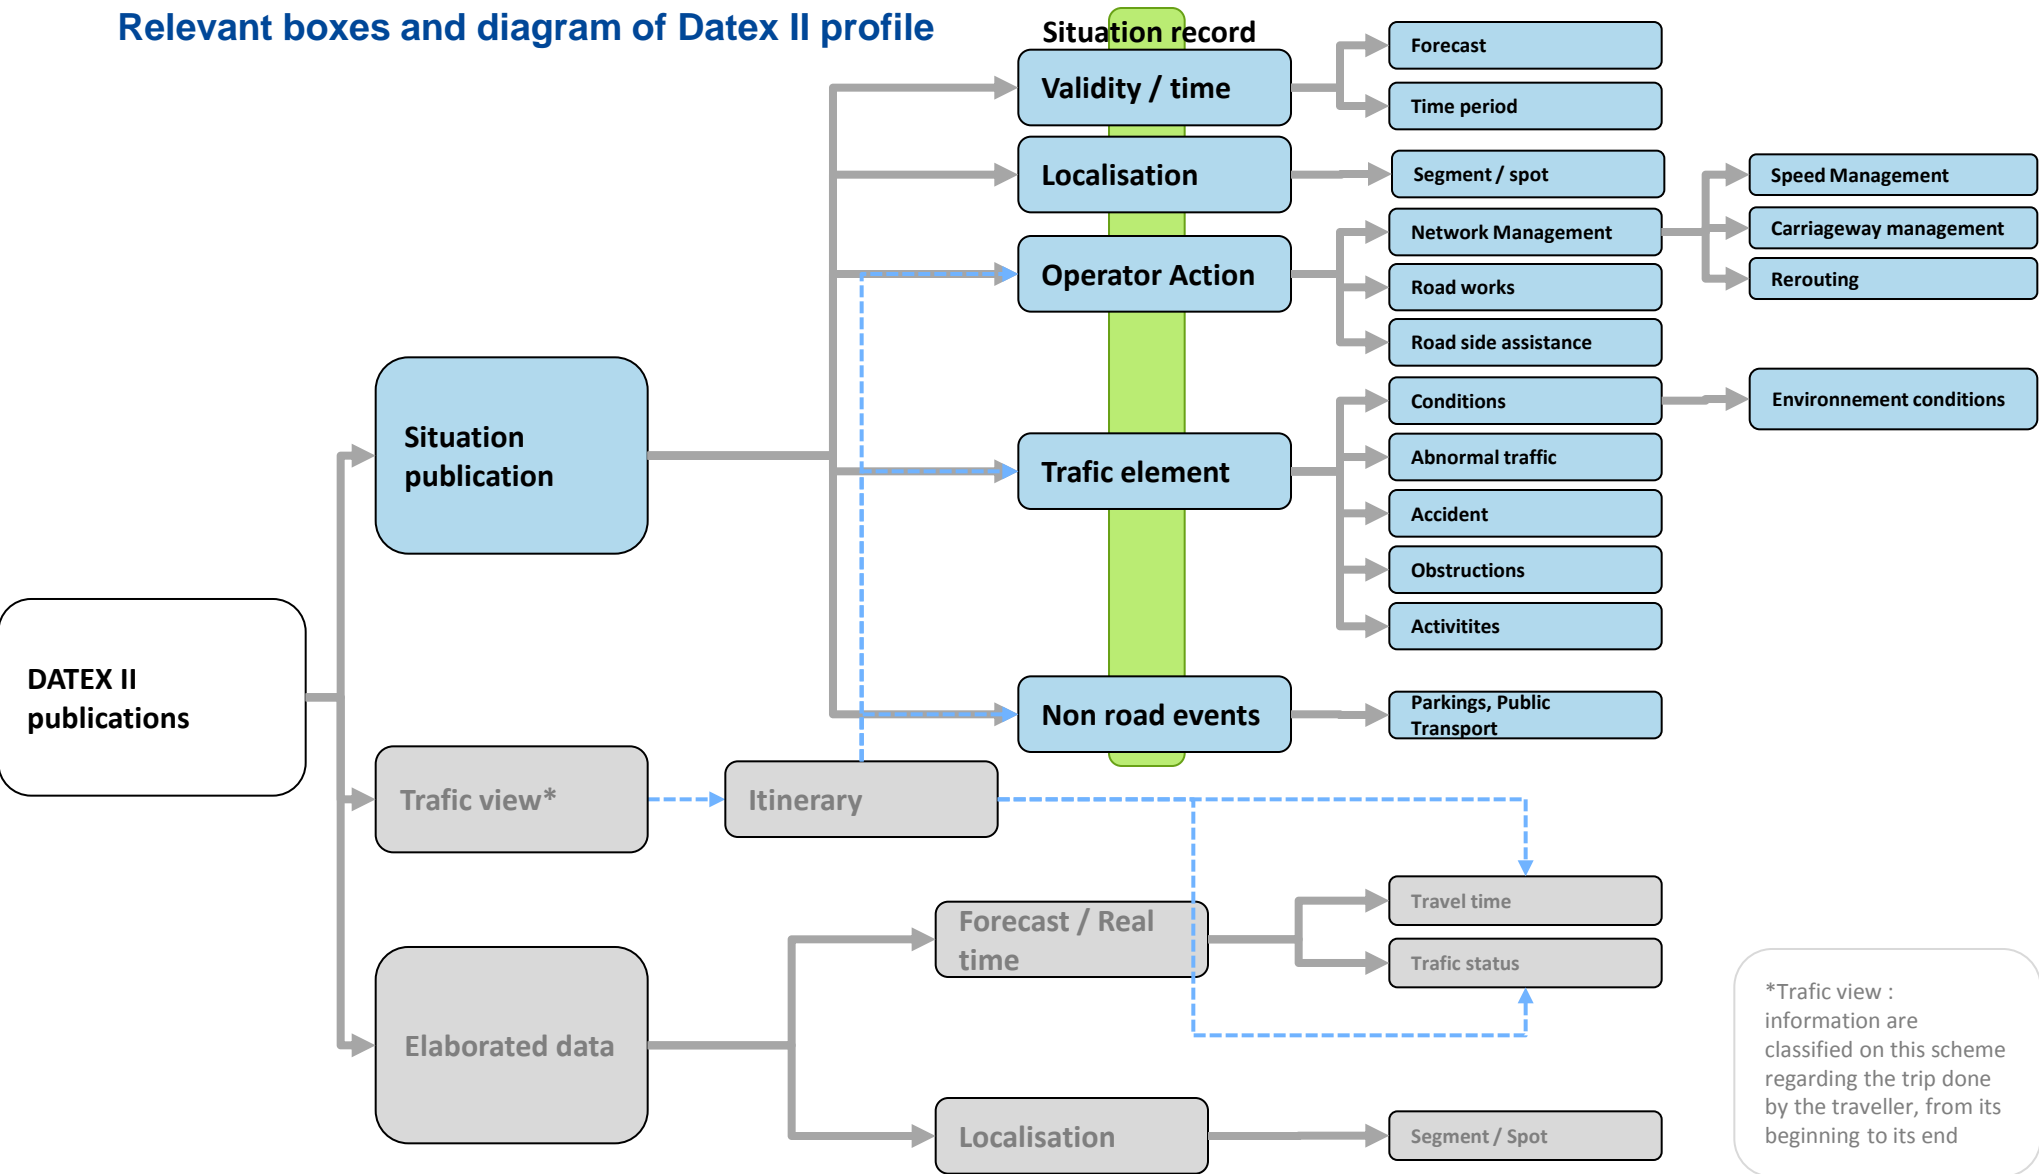 Relevant boxes and diagram of Datex II profile
Situation record
Validity / time
Forecast
Time period
Localisation
Segment / spot
Operator Action
Network Management
Speed Management
Carriageway management
Rerouting
Road works
Road side assistance
Situation
publication
Trafic element
Conditions
Environnement conditions
Abnormal traffic
Accident
Obstructions
Activitites
DATEX II
publications
Non road events
Parkings, Public
Transport
Trafic view*
Itinerary
Elaborated data
Forecast / Real
time
Travel time
Trafic status
Localisation
Segment / Spot
*Trafic view :
information are
classified on this scheme
regarding the trip done
by the traveller, from its
beginning to its end